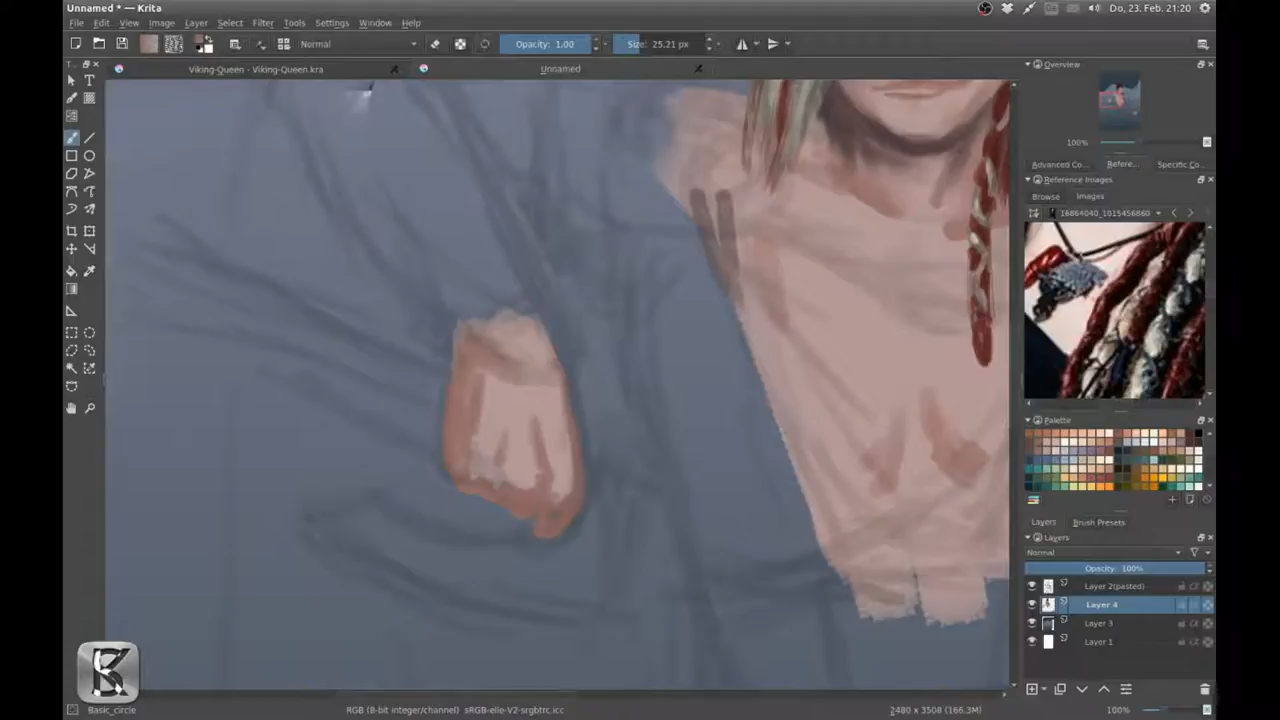 Unnamed * — Krita
Do, 23. Feb. 21:20
File Edit View Image Layer Select Filter Tools Settings Window Help
Normal
Opacity: 1.00
Size: 25.21 px
T...
Viking-Queen - Viking-Queen.kra
Unnamed
Overview
100%
Advanced Co...
Refere...
Specific Co...
Reference Images
Browse
Images
16864040_1015456860
Palette
Layers
Brush Presets
Layers
Normal
Opacity: 100%
Layer 2(pasted)
Layer 4
Layer 3
Layer 1
Basic_circle
RGB (8-bit integer/channel) sRGB-elle-V2-srgbtrc.icc
2480 x 3508 (166.3M)
100%